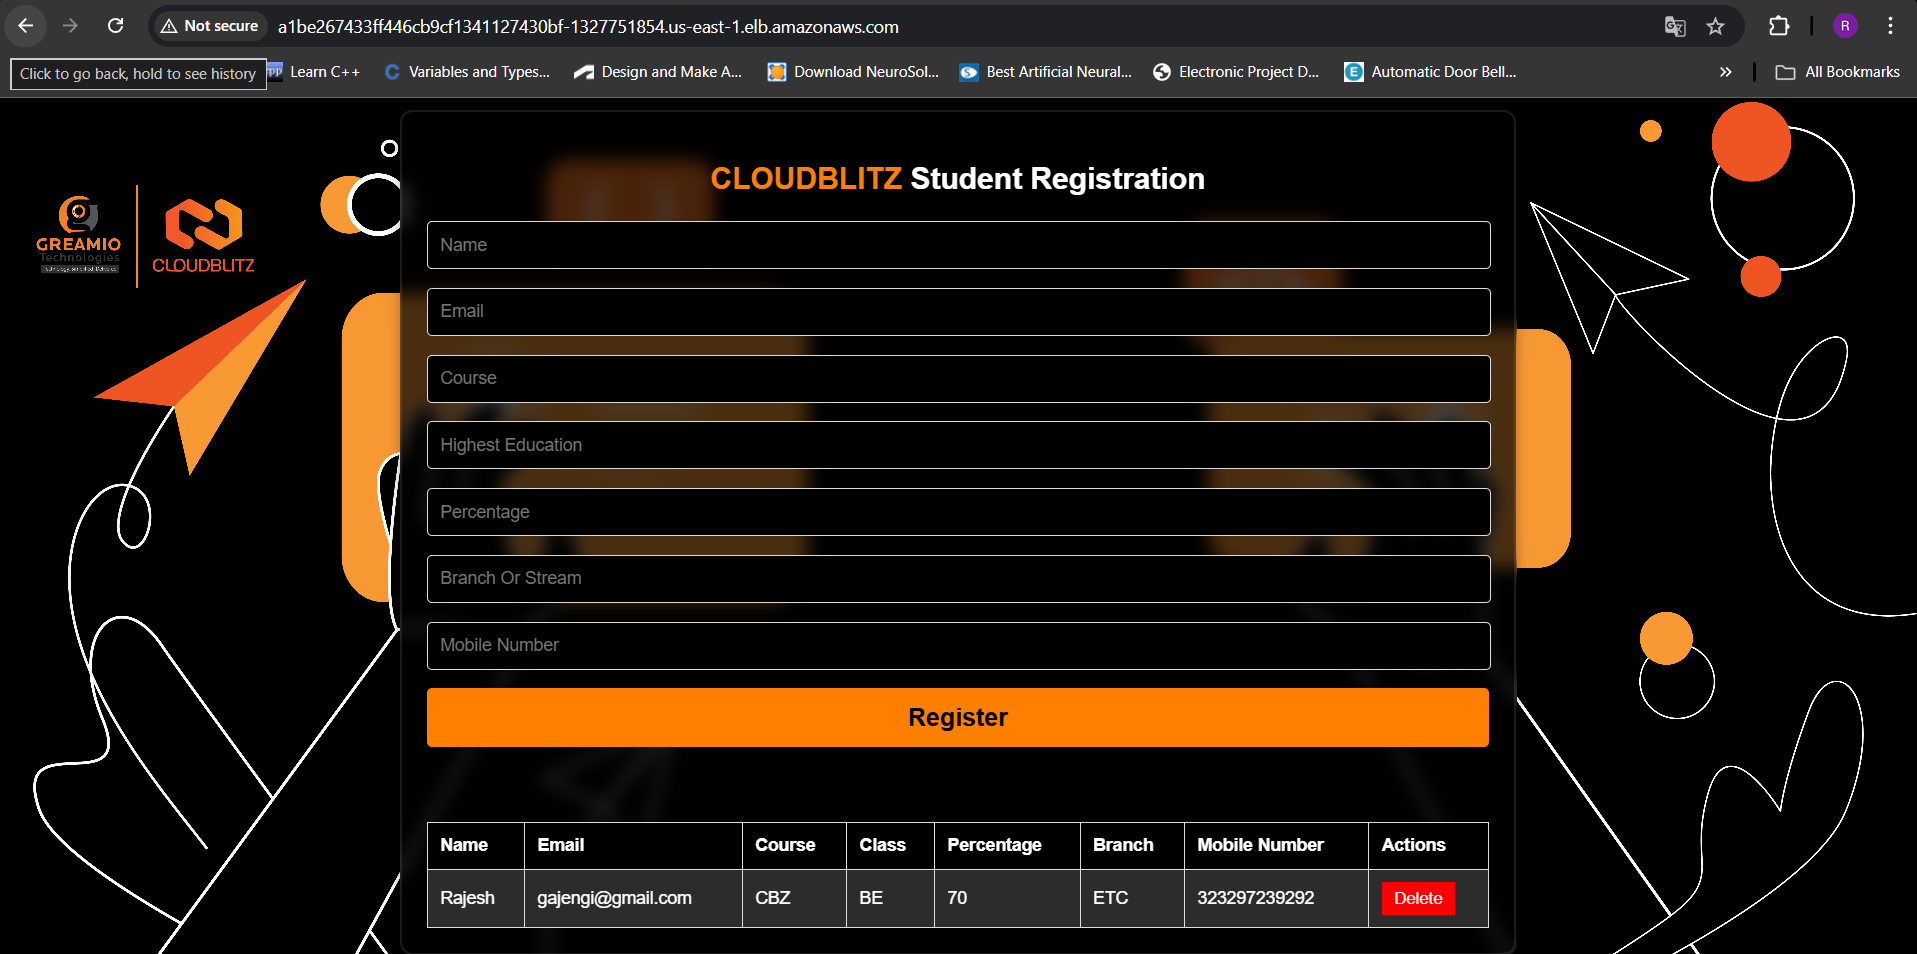 Not secure
a1be267433ff446cb9cf1341127430bf-1327751854.us-east-1.elb.amazonaws.com
R
Click to go back, hold to see history
Learn C++
Variables and Types...
Design and Make A...
Download NeuroSol...
Best Artificial Neural...
Electronic Project D...
Automatic Door Bell...
All Bookmarks
GREAMIO
Technologies
CLOUDBLITZ
CLOUDBLITZ Student Registration
Name
Email
Course
Highest Education
Percentage
Branch Or Stream
Mobile Number
Register
Name Email Course Class Percentage Branch Mobile Number Actions
Rajesh gajengi@gmail.com CBZ BE 70 ETC 323297239292 Delete